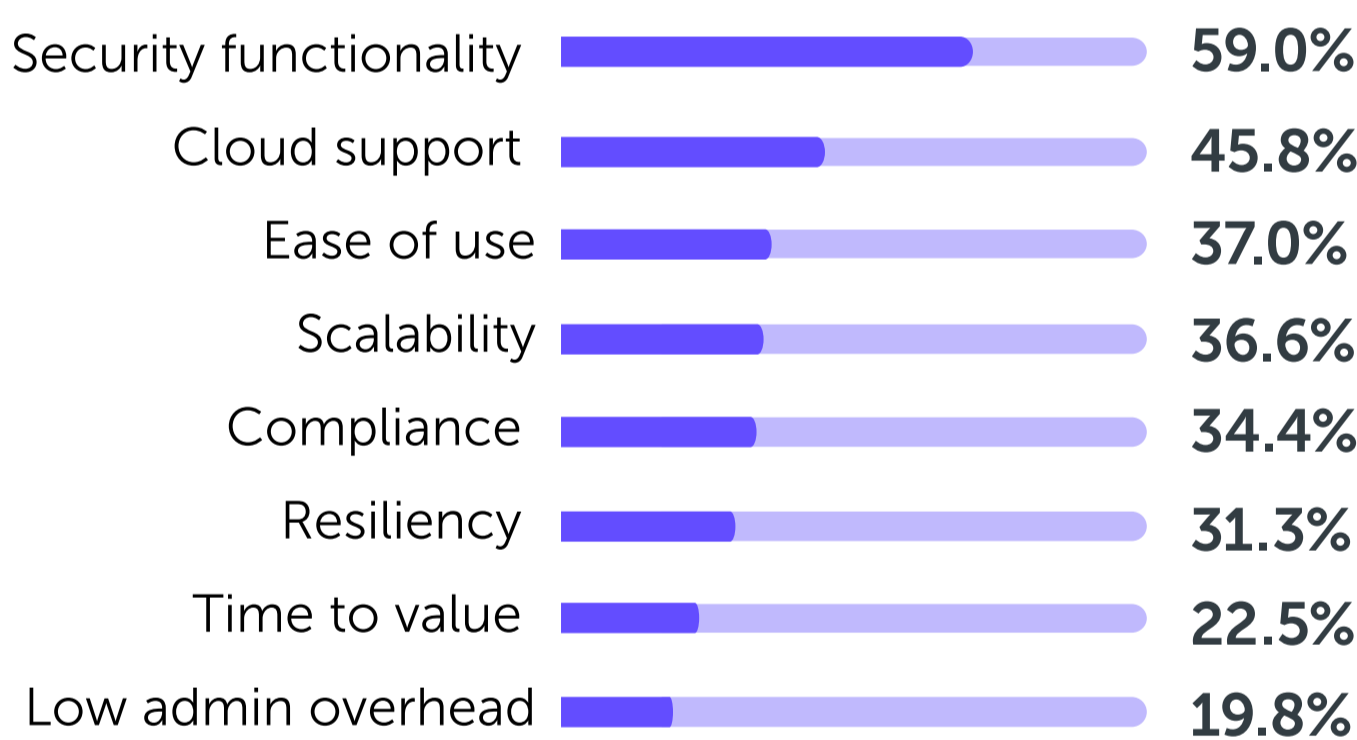 Security functionality 59.0%
Cloud support 45.8%
Ease of use 37.0%
Scalability 36.6%
Compliance 34.4%
Resiliency 31.3%
Time to value 22.5%
Low admin overhead 19.8%